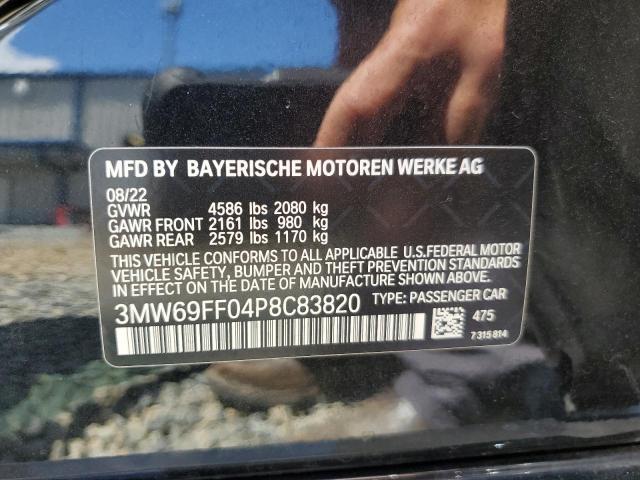 MFD BY BAYERISCHE MOTOREN WERKE AG
08/22
GVWR 4586 lbs 2080 kg
GAWR FRONT 2161 lbs 980 kg
GAWR REAR 2579 lbs 1170 kg
THIS VEHICLE CONFORMS TO ALL APPLICABLE U.S.FEDERAL MOTOR
VEHICLE SAFETY, BUMPER AND THEFT PREVENTION STANDARDS
IN EFFECT ON THE DATE OF MANUFACTURE SHOWN ABOVE.
3MW69FF04P8C83820 TYPE: PASSENGER CAR
475
7 315 814